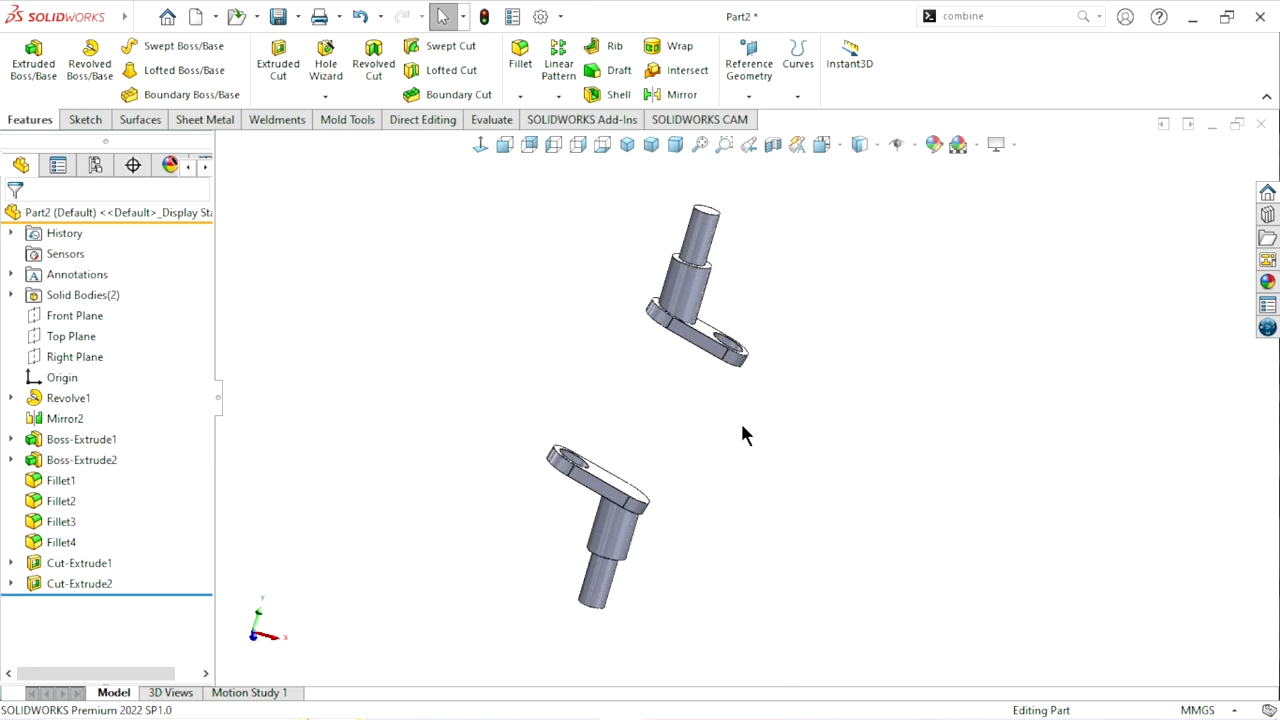 SOLIDWORKS
Part2 *
combine
Extruded Boss/Base
Revolved Boss/Base
Swept Boss/Base
Lofted Boss/Base
Boundary Boss/Base
Extruded Cut
Hole Wizard
Revolved Cut
Swept Cut
Lofted Cut
Boundary Cut
Fillet
Linear Pattern
Rib
Draft
Shell
Wrap
Intersect
Mirror
Reference Geometry
Curves
Instant3D
Features
Sketch
Surfaces
Sheet Metal
Weldments
Mold Tools
Direct Editing
Evaluate
SOLIDWORKS Add-Ins
SOLIDWORKS CAM
Part2 (Default) <<Default>_Display Sta
History
Sensors
Annotations
Solid Bodies(2)
Front Plane
Top Plane
Right Plane
Origin
Revolve1
Mirror2
Boss-Extrude1
Boss-Extrude2
Fillet1
Fillet2
Fillet3
Fillet4
Cut-Extrude1
Cut-Extrude2
Y
X
Model
3D Views
Motion Study 1
SOLIDWORKS Premium 2022 SP1.0
Editing Part
MMGS